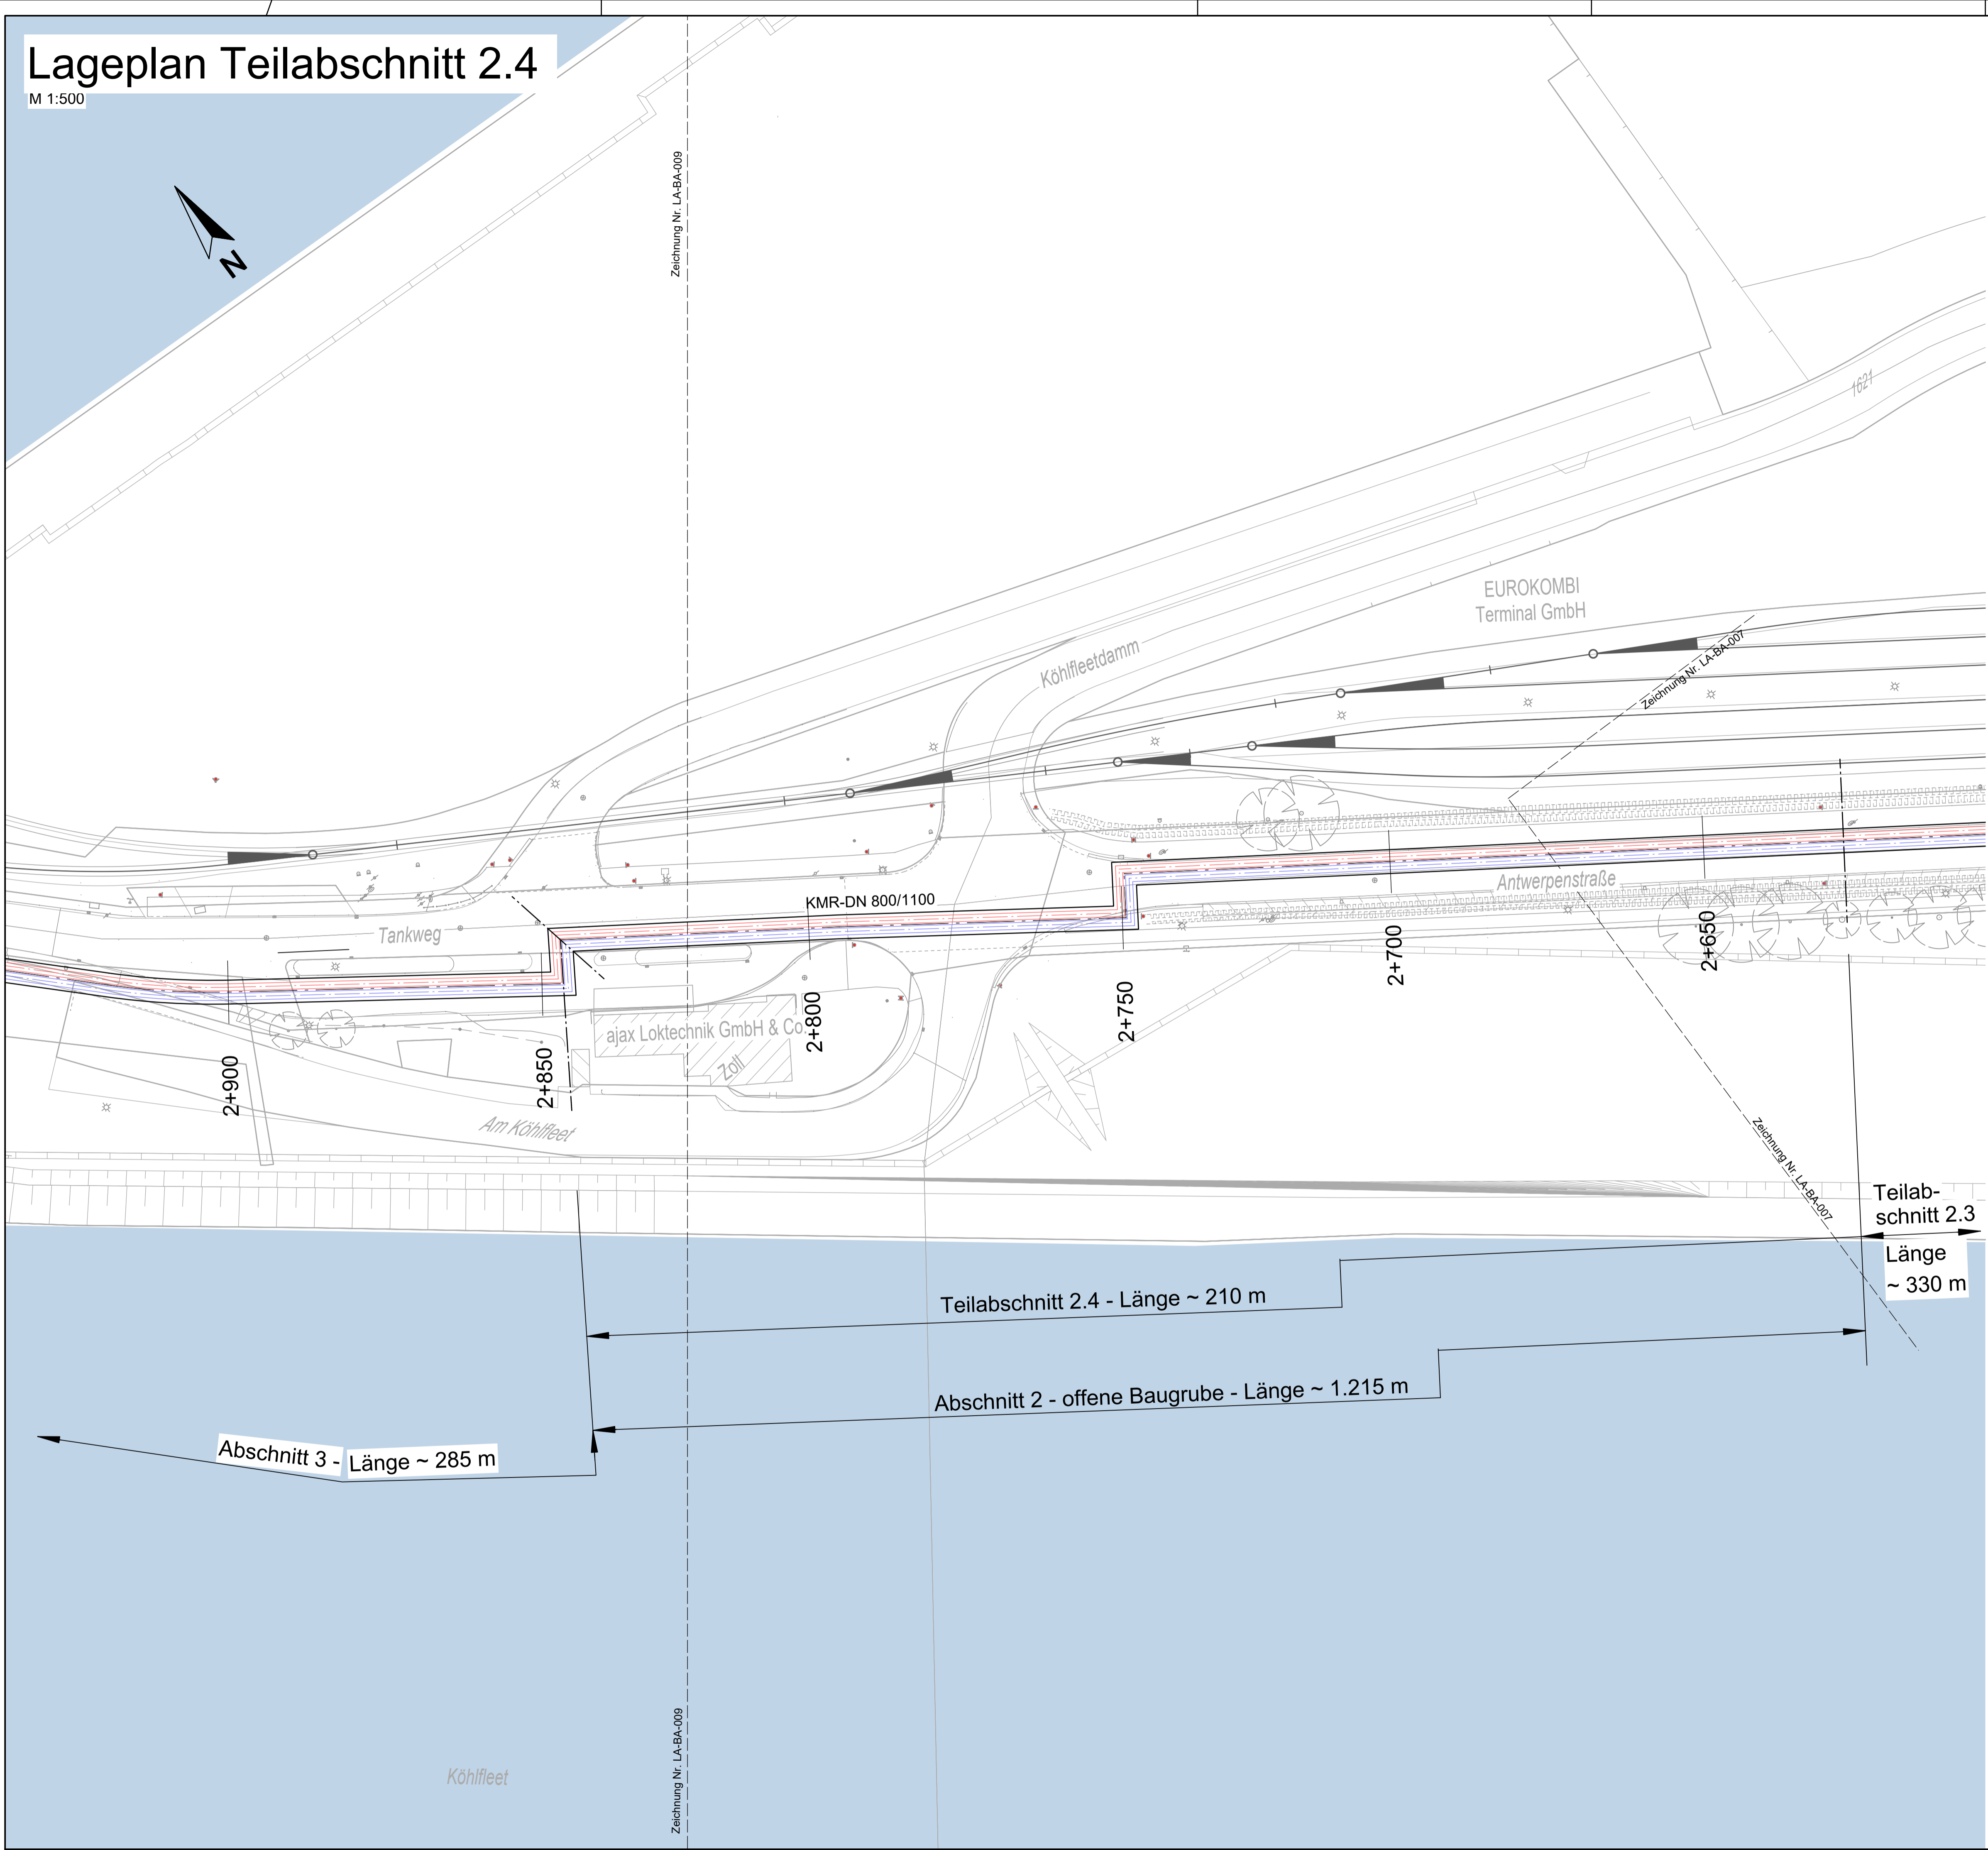 Lageplan Teilabschnitt 2.4
M 1:500
N
Zeichnung Nr. LA-BA-009
1621
EUROKOMBI
Terminal GmbH
Köhlfleetdamm
Zeichnung Nr. LA-BA-007
KMR-DN 800/1100
Antwerpenstraße
Tankweg
2+900
2+850
2+800
2+750
2+700
2+650
ajax Loktechnik GmbH & Co.
Zoll
Am Köhlfleet
Zeichnung Nr. LA-BA-007
Teilab-
schnitt 2.3
Länge
~ 330 m
Teilabschnitt 2.4 - Länge ~ 210 m
Abschnitt 2 - offene Baugrube - Länge ~ 1.215 m
Abschnitt 3 - Länge ~ 285 m
Zeichnung Nr. LA-BA-009
Köhlfleet